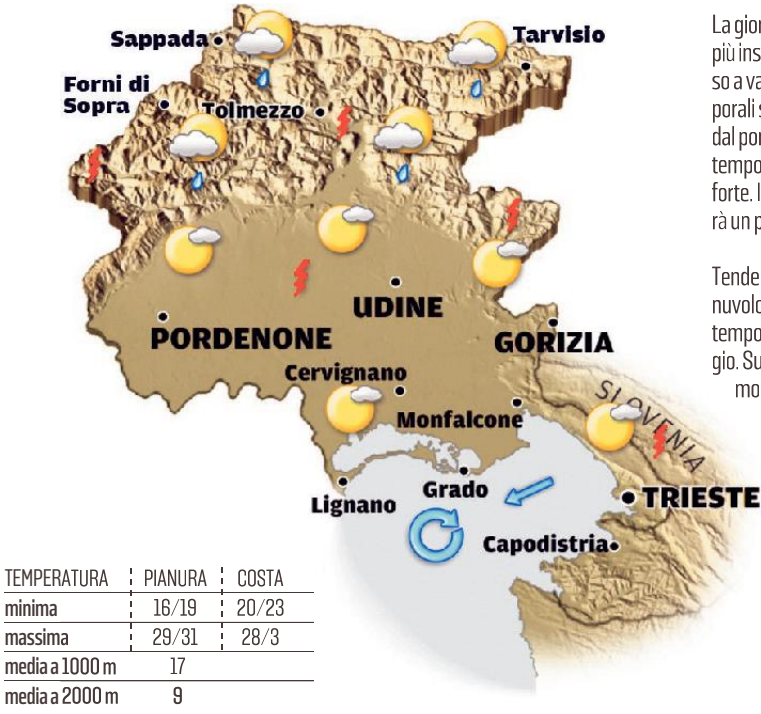 Sappada
Tarvisio
Forni di
Sopra
Tolmezzo
UDINE
PORDENONE
GORIZIA
Cervignano
Monfalcone
SLOVENIA
Lignano
Grado
TRIESTE
Capodistria
TEMPERATURA PIANURA COSTA
minima 16/19 20/23
massima 29/31 28/3
media a 1000 m 17
media a 2000 m 9
La gior
più ins
so a va
porali s
dal por
tempo
forte. I
rà un p
Tende
nuvolo
tempo
gio. Su
mo